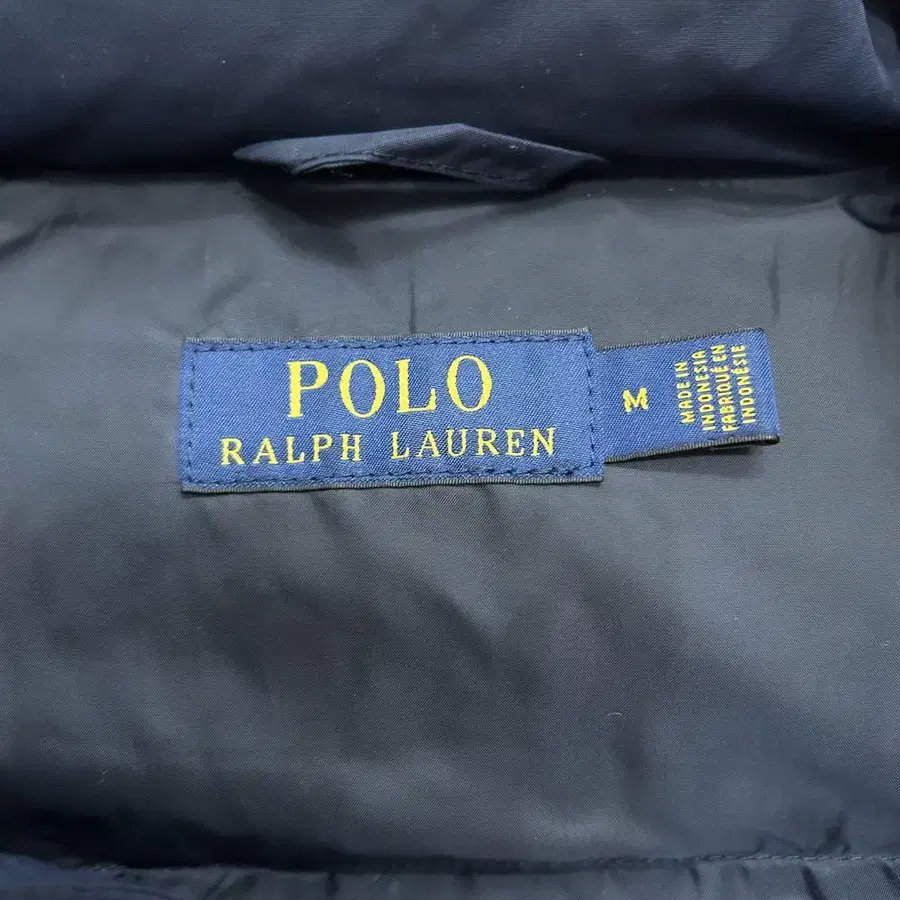 POLO
RALPH LAUREN
M
MADE IN
INDONESIA
FABRIQUÉ EN
INDONÉSIE